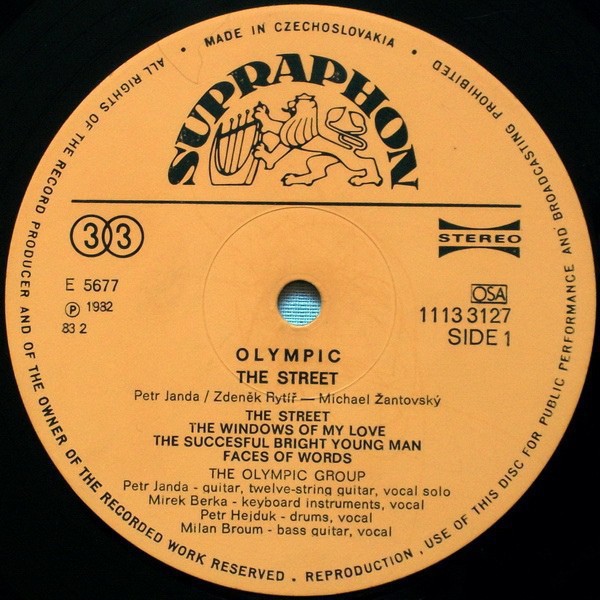 MADE IN CZECHOSLOVAKIA •
SUPRAPHON
33
STEREO
E 5677
Ⓟ 1982
83 2
OSA
1113 3127
SIDE 1
OLYMPIC
THE STREET
Petr Janda / Zdeněk Rytíř — Michael Žantovský
THE STREET
THE WINDOWS OF MY LOVE
THE SUCCESFUL BRIGHT YOUNG MAN
FACES OF WORDS
THE OLYMPIC GROUP
Petr Janda - guitar, twelve-string guitar, vocal solo
Mirek Berka - keyboard instruments, vocal
Petr Hejduk - drums, vocal
Milan Broum - bass guitar, vocal
ALL RIGHTS OF THE RECORD PRODUCER AND OF THE OWNER OF THE RECORDED WORK RESERVED . REPRODUCTION , USE OF THIS DISC FOR PUBLIC PERFORMANCE AND BROADCASTING PROHIBITED •